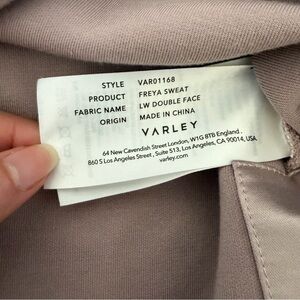 STYLE VAR01168
PRODUCT FREYA SWEAT
FABRIC NAME LW DOUBLE FACE
ORIGIN MADE IN CHINA
VARLEY
64 New Cavendish Street London, W1G 8TB England.
860 S Los Angeles Street, Suite 513, Los Angeles, CA 90014, USA.
varley.com